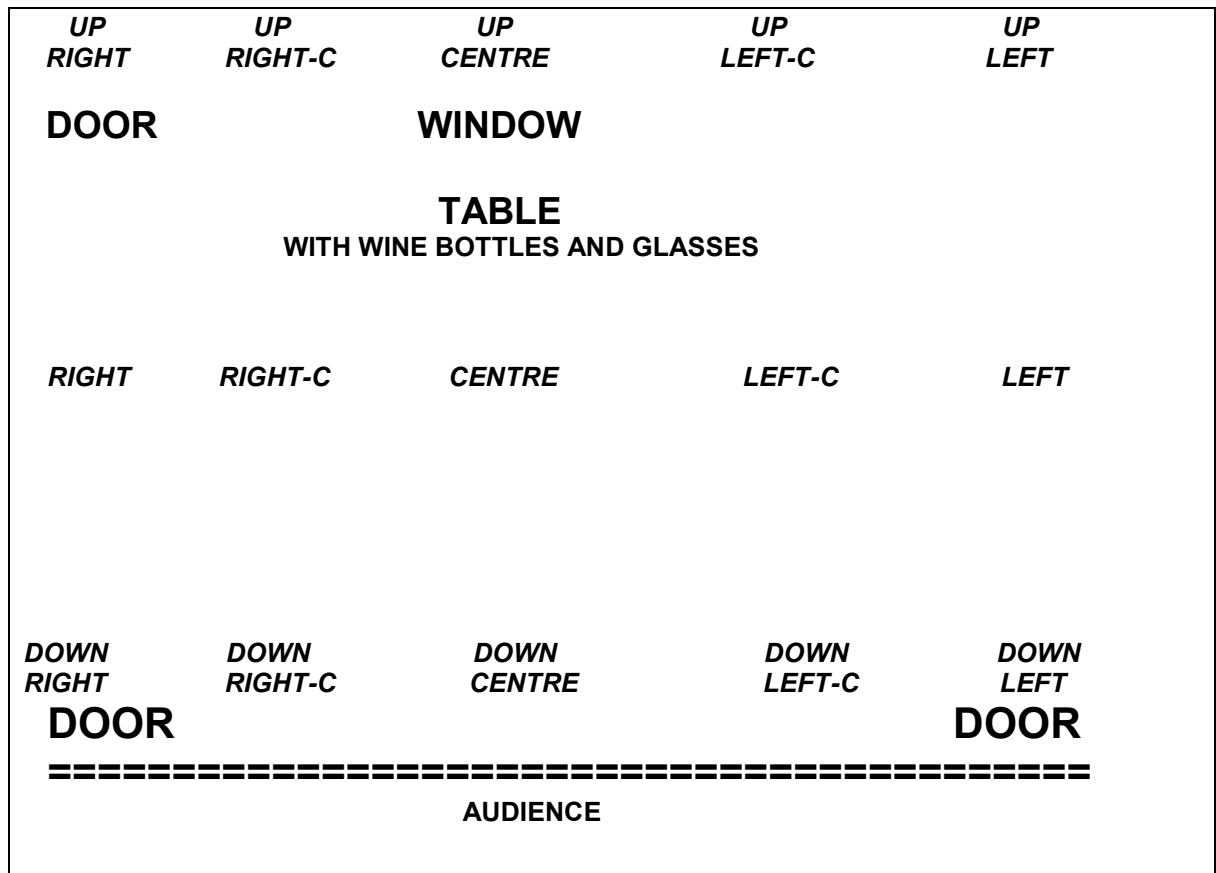 UP UP UP UP UP
RIGHT RIGHT-C CENTRE LEFT-C LEFT
DOOR WINDOW
TABLE
WITH WINE BOTTLES AND GLASSES
RIGHT RIGHT-C CENTRE LEFT-C LEFT
DOWN DOWN DOWN DOWN DOWN
RIGHT RIGHT-C CENTRE LEFT-C LEFT
DOOR DOOR
==========================================
AUDIENCE